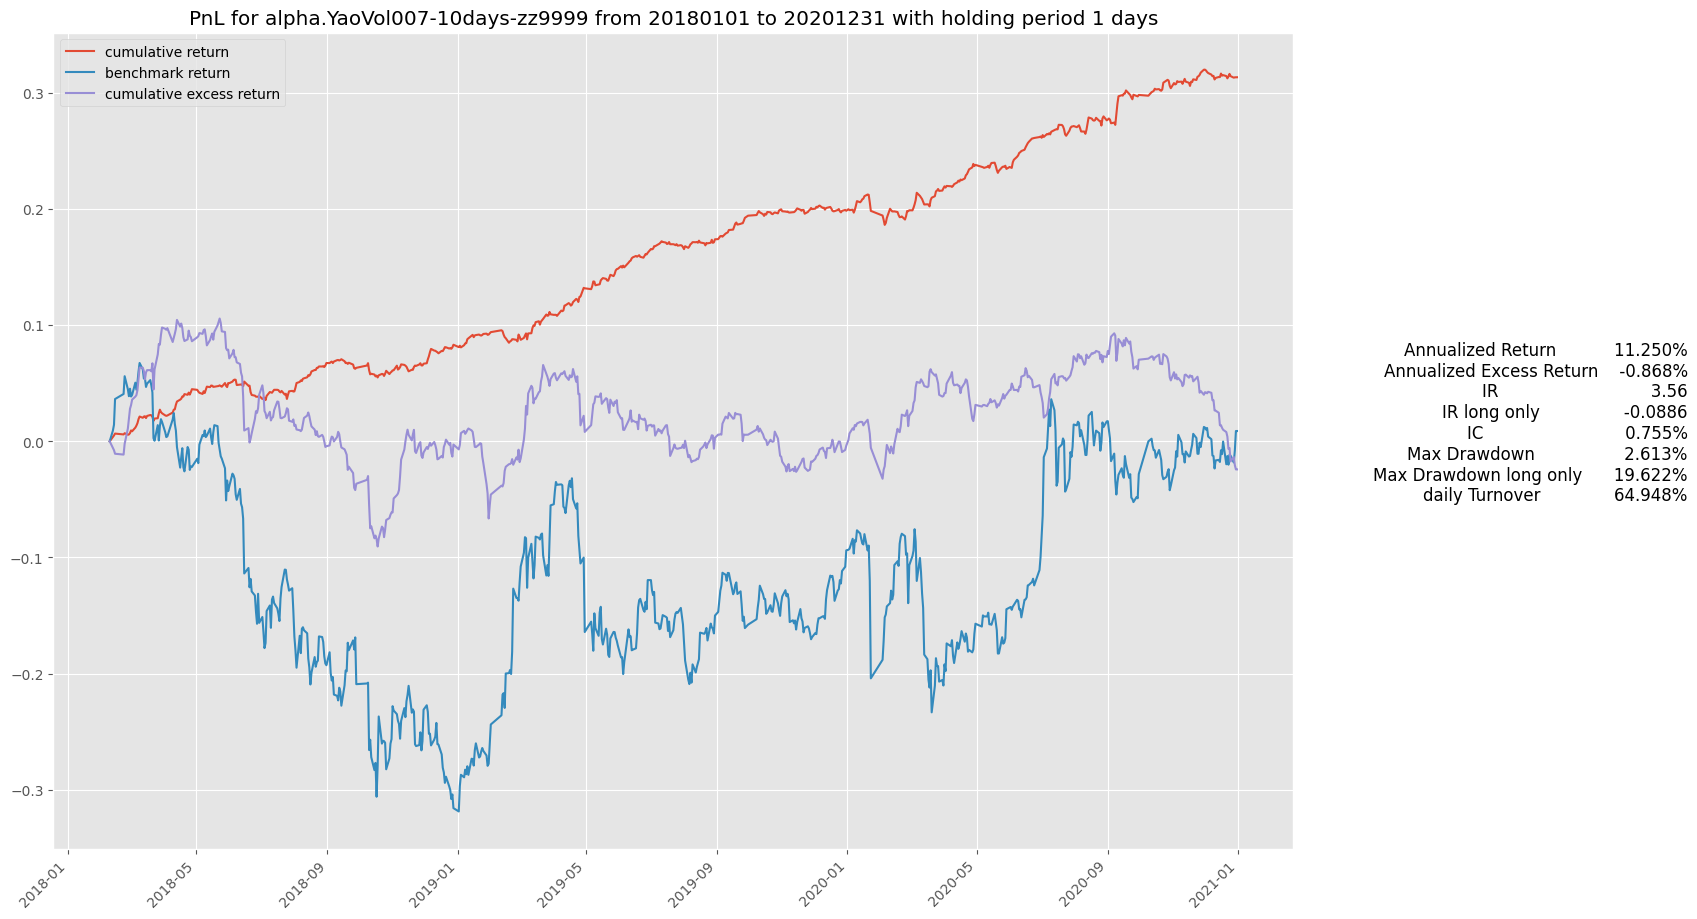 PnL for alpha.YaoVol007-10days-zz9999 from 20180101 to 20201231 with holding period 1 days
cumulative return
benchmark return
cumulative excess return
0.3
0.2
0.1
0.0
−0.1
−0.2
−0.3
2018-01
2018-05
2018-09
2019-01
2019-05
2019-09
2020-01
2020-05
2020-09
2021-01
Annualized Return 11.250%
Annualized Excess Return -0.868%
IR 3.56
IR long only -0.0886
IC 0.755%
Max Drawdown 2.613%
Max Drawdown long only 19.622%
daily Turnover 64.948%